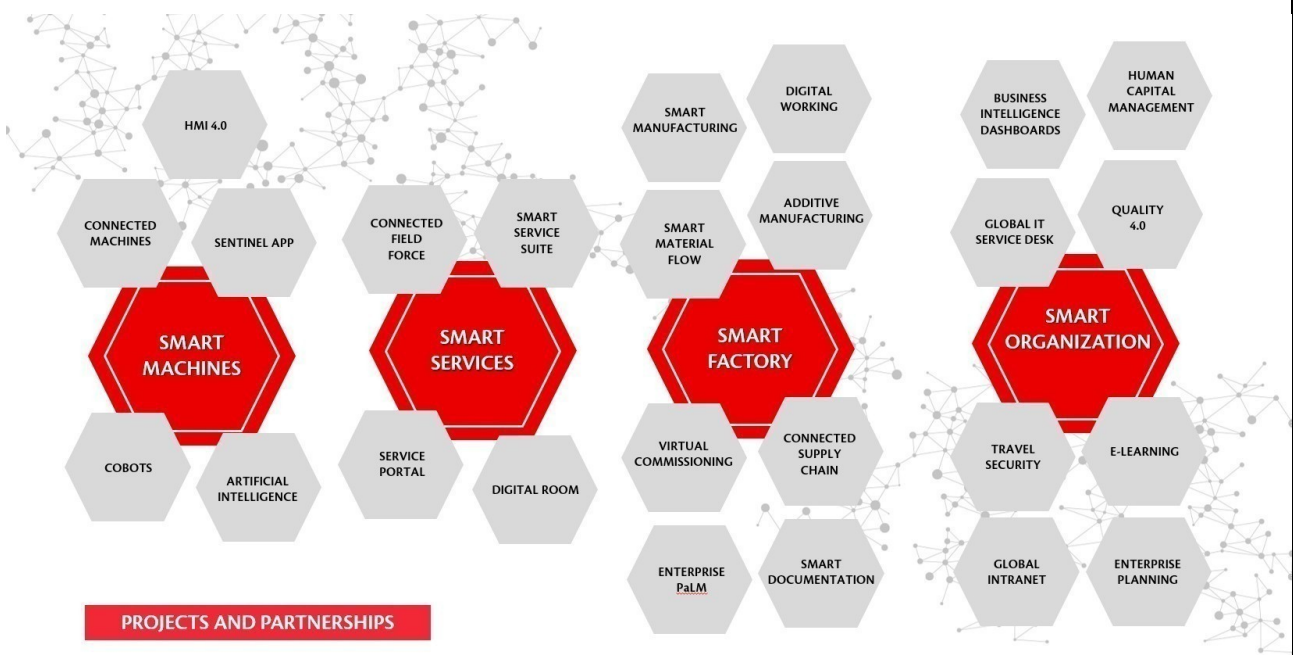 HMI 4.0
CONNECTED
MACHINES
SENTINEL APP
SMART
MACHINES
COBOTS
ARTIFICIAL
INTELLIGENCE
CONNECTED
FIELD
FORCE
SMART
SERVICE
SUITE
SMART
SERVICES
SERVICE
PORTAL
DIGITAL ROOM
SMART
MANUFACTURING
DIGITAL
WORKING
SMART
MATERIAL
FLOW
ADDITIVE
MANUFACTURING
SMART
FACTORY
VIRTUAL
COMMISSIONING
CONNECTED
SUPPLY
CHAIN
ENTERPRISE
PaLM
SMART
DOCUMENTATION
BUSINESS
INTELLIGENCE
DASHBOARDS
HUMAN
CAPITAL
MANAGEMENT
GLOBAL IT
SERVICE DESK
QUALITY
4.0
SMART
ORGANIZATION
TRAVEL
SECURITY
E-LEARNING
GLOBAL
INTRANET
ENTERPRISE
PLANNING
PROJECTS AND PARTNERSHIPS